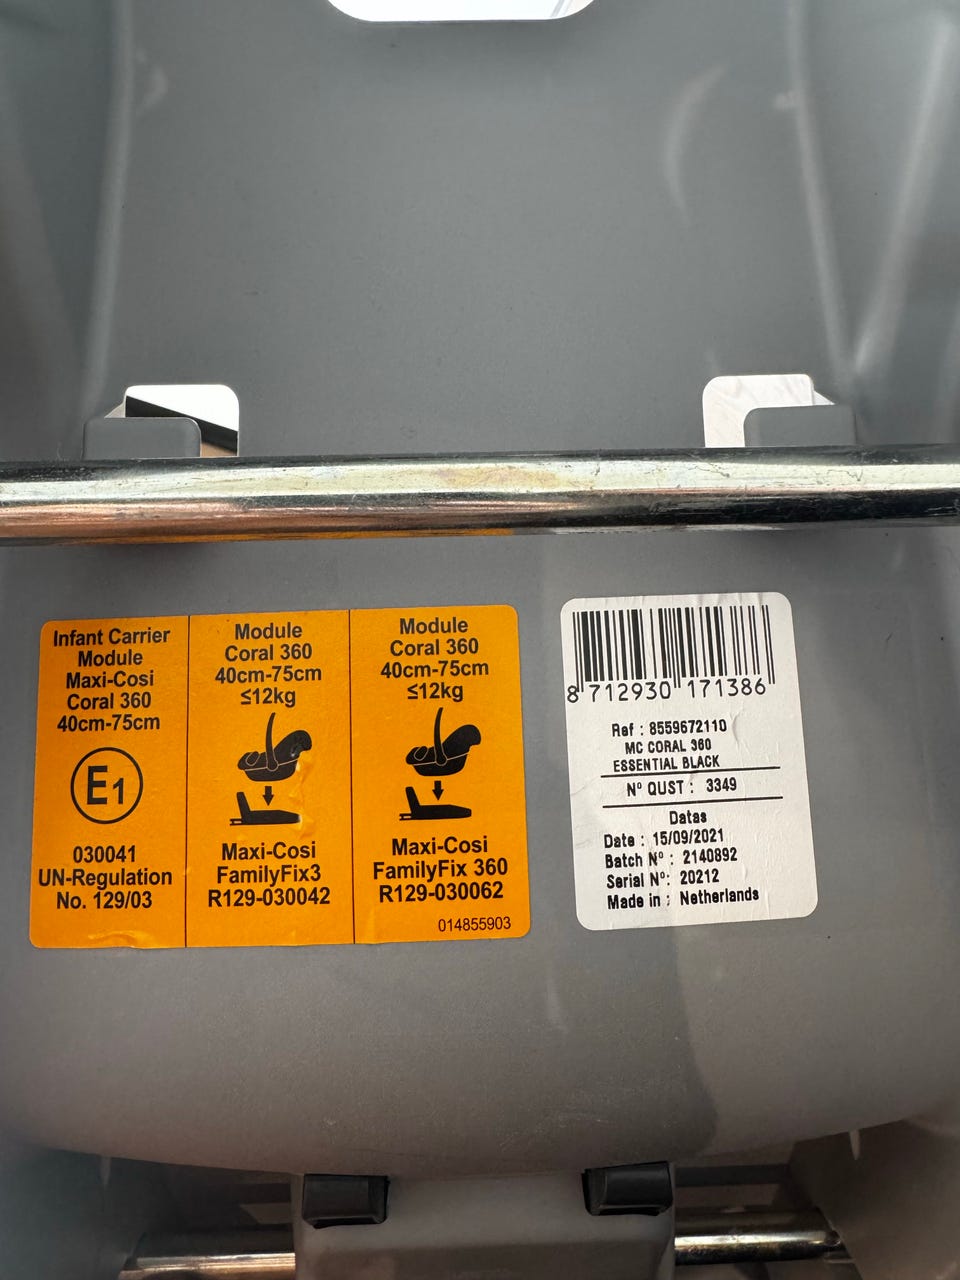 Infant Carrier
Module
Maxi-Cosi
Coral 360
40cm-75cm
E1
030041
UN-Regulation
No. 129/03
Module
Coral 360
40cm-75cm
≤12kg
Maxi-Cosi
FamilyFix3
R129-030042
Module
Coral 360
40cm-75cm
≤12kg
Maxi-Cosi
FamilyFix 360
R129-030062
014855903
8 712930 171386
Ref : 8559672110
MC CORAL 360
ESSENTIAL BLACK
Nº QUST : 3349
Datas
Date : 15/09/2021
Batch Nº : 2140892
Serial Nº: 20212
Made in : Netherlands